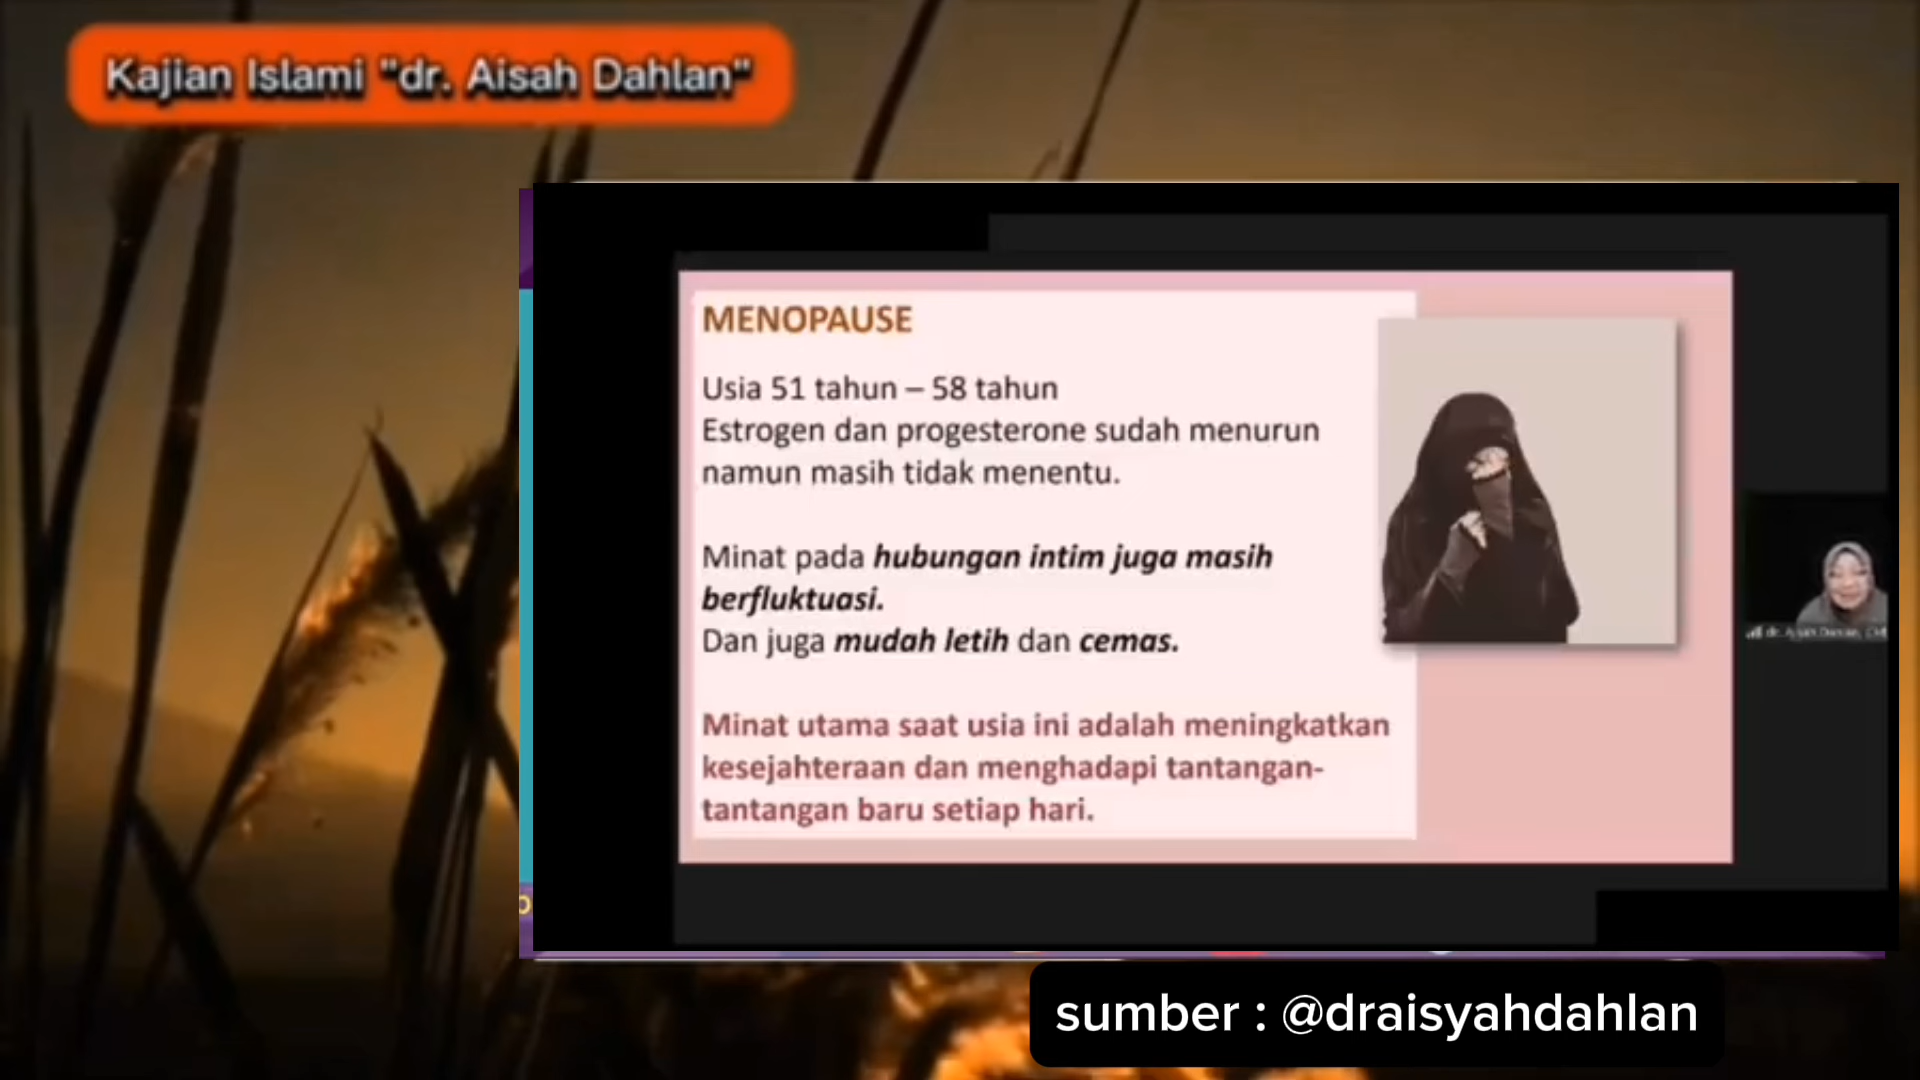 Kajian Islami "dr. Aisah Dahlan"
MENOPAUSE
Usia 51 tahun – 58 tahun
Estrogen dan progesterone sudah menurun
namun masih tidak menentu.
Minat pada hubungan intim juga masih
berfluktuasi.
Dan juga mudah letih dan cemas.
Minat utama saat usia ini adalah meningkatkan
kesejahteraan dan menghadapi tantangan-
tantangan baru setiap hari.
sumber : @draisyahdahlan